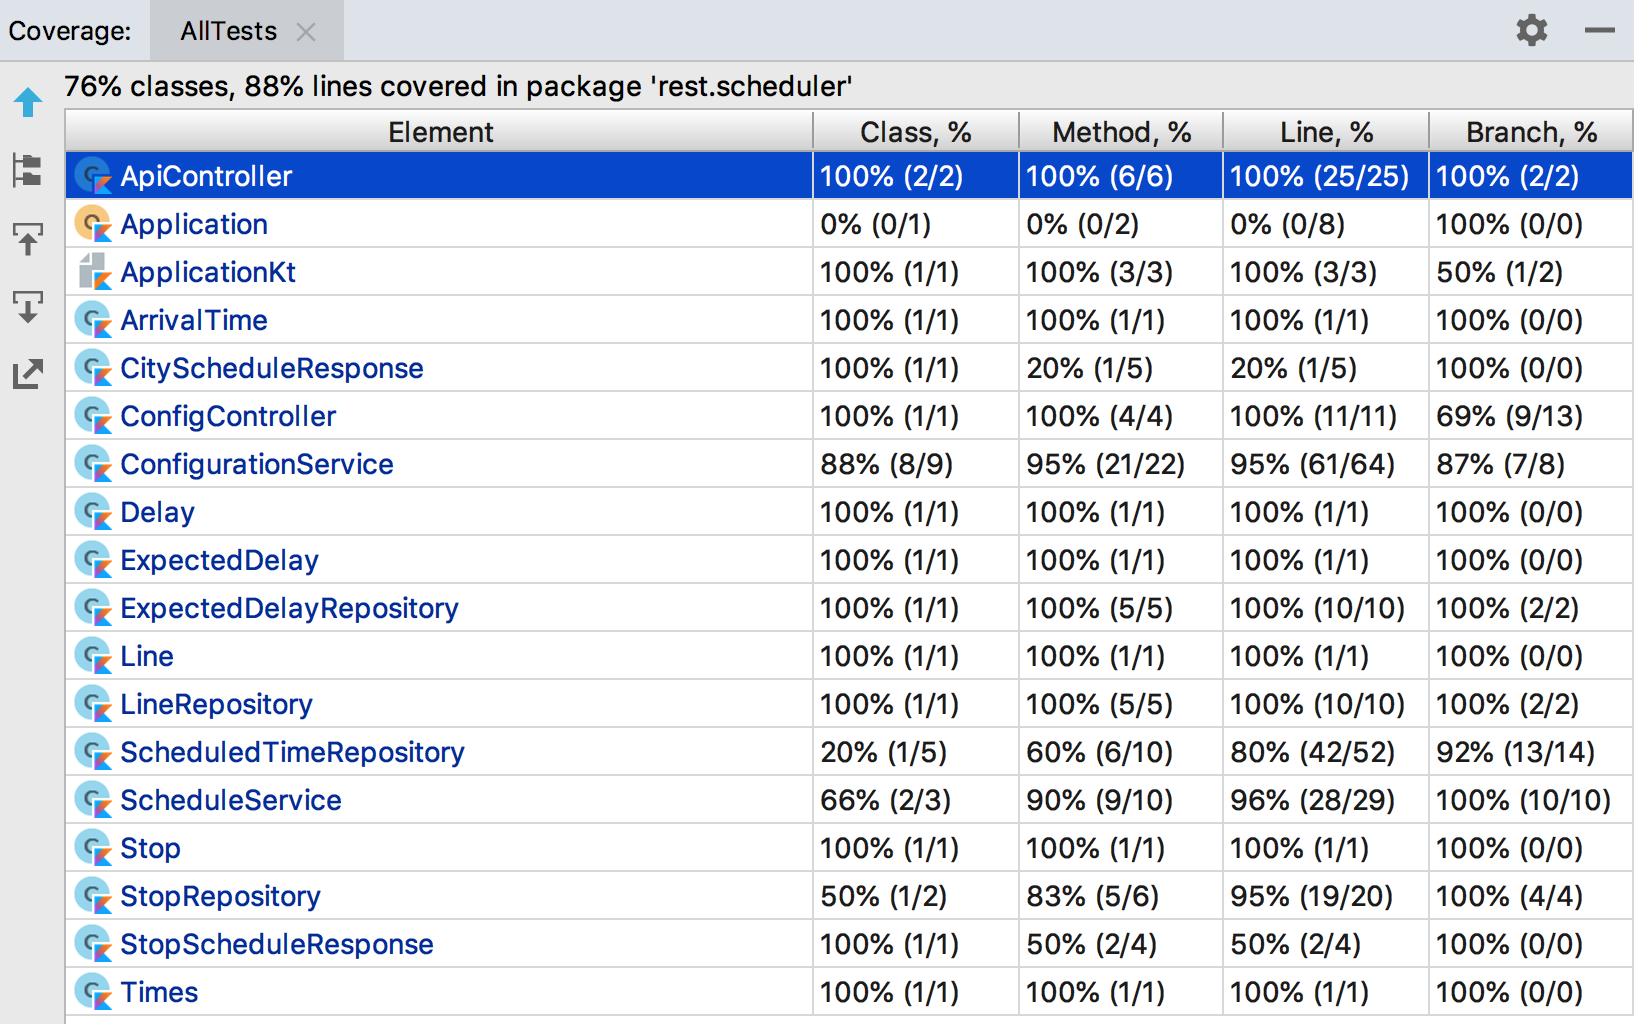 Coverage: AllTests
76% classes, 88% lines covered in package 'rest.scheduler'
Element Class, % Method, % Line, % Branch, %
ApiController 100% (2/2) 100% (6/6) 100% (25/25) 100% (2/2)
Application 0% (0/1) 0% (0/2) 0% (0/8) 100% (0/0)
ApplicationKt 100% (1/1) 100% (3/3) 100% (3/3) 50% (1/2)
ArrivalTime 100% (1/1) 100% (1/1) 100% (1/1) 100% (0/0)
CityScheduleResponse 100% (1/1) 20% (1/5) 20% (1/5) 100% (0/0)
ConfigController 100% (1/1) 100% (4/4) 100% (11/11) 69% (9/13)
ConfigurationService 88% (8/9) 95% (21/22) 95% (61/64) 87% (7/8)
Delay 100% (1/1) 100% (1/1) 100% (1/1) 100% (0/0)
ExpectedDelay 100% (1/1) 100% (1/1) 100% (1/1) 100% (0/0)
ExpectedDelayRepository 100% (1/1) 100% (5/5) 100% (10/10) 100% (2/2)
Line 100% (1/1) 100% (1/1) 100% (1/1) 100% (0/0)
LineRepository 100% (1/1) 100% (5/5) 100% (10/10) 100% (2/2)
ScheduledTimeRepository 20% (1/5) 60% (6/10) 80% (42/52) 92% (13/14)
ScheduleService 66% (2/3) 90% (9/10) 96% (28/29) 100% (10/10)
Stop 100% (1/1) 100% (1/1) 100% (1/1) 100% (0/0)
StopRepository 50% (1/2) 83% (5/6) 95% (19/20) 100% (4/4)
StopScheduleResponse 100% (1/1) 50% (2/4) 50% (2/4) 100% (0/0)
Times 100% (1/1) 100% (1/1) 100% (1/1) 100% (0/0)